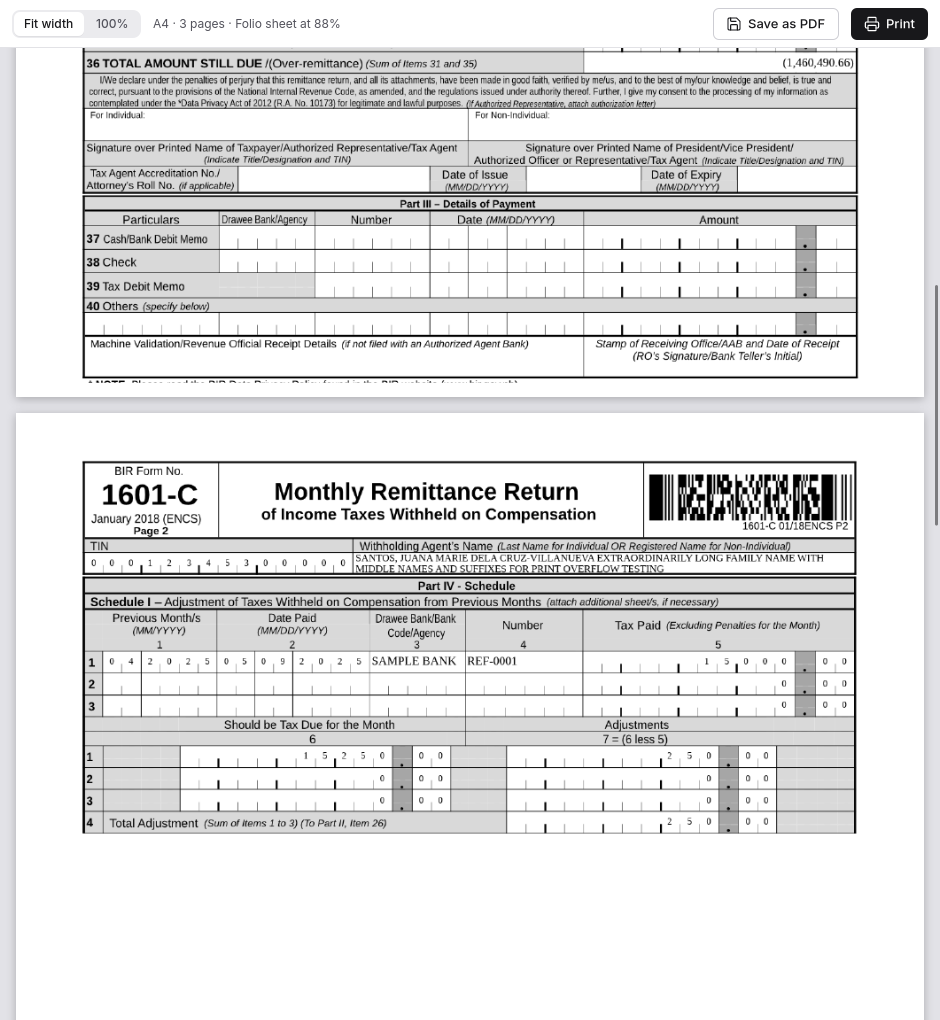 Fit width 100% A4 · 3 pages · Folio sheet at 88% Save as PDF Print
36 TOTAL AMOUNT STILL DUE /(Over-remittance) (Sum of Items 31 and 35) (1,460,490.66)
I/We declare under the penalties of perjury that this remittance return, and all its attachments, have been made in good faith, verified by me/us, and to the best of my/our knowledge and belief, is true and
correct, pursuant to the provisions of the National Internal Revenue Code, as amended, and the regulations issued under authority thereof. Further, I give my consent to the processing of my information as
contemplated under the *Data Privacy Act of 2012 (R.A. No. 10173) for legitimate and lawful purposes. (If Authorized Representative, attach authorization letter)
For Individual: For Non-Individual:
Signature over Printed Name of Taxpayer/Authorized Representative/Tax Agent
(Indicate Title/Designation and TIN)
Signature over Printed Name of President/Vice President/
Authorized Officer or Representative/Tax Agent (Indicate Title/Designation and TIN)
Tax Agent Accreditation No./
Attorney's Roll No. (if applicable)
Date of Issue
(MM/DD/YYYY)
Date of Expiry
(MM/DD/YYYY)
Part III – Details of Payment
Particulars Drawee Bank/Agency Number Date (MM/DD/YYYY) Amount
37 Cash/Bank Debit Memo .
38 Check .
39 Tax Debit Memo .
40 Others (specify below)
.
Machine Validation/Revenue Official Receipt Details (if not filed with an Authorized Agent Bank)
Stamp of Receiving Office/AAB and Date of Receipt
(RO's Signature/Bank Teller's Initial)
* NOTE: Please read the BIR Data Privacy Policy found in the BIR website (www.bir.gov.ph)
BIR Form No.
1601-C
January 2018 (ENCS)
Page 2
Monthly Remittance Return
of Income Taxes Withheld on Compensation
1601-C 01/18ENCS P2
TIN Withholding Agent's Name (Last Name for Individual OR Registered Name for Non-Individual)
0 0 0 1 2 3 4 5 3 0 0 0 0 0
SANTOS, JUANA MARIE DELA CRUZ-VILLANUEVA EXTRAORDINARILY LONG FAMILY NAME WITH
MIDDLE NAMES AND SUFFIXES FOR PRINT OVERFLOW TESTING
Part IV - Schedule
Schedule I – Adjustment of Taxes Withheld on Compensation from Previous Months (attach additional sheet/s, if necessary)
Previous Month/s
(MM/YYYY)
1
Date Paid
(MM/DD/YYYY)
2
Drawee Bank/Bank
Code/Agency
3
Number
4
Tax Paid (Excluding Penalties for the Month)
5
1 0 4 2 0 2 5 0 5 0 9 2 0 2 5 SAMPLE BANK REF-0001 1 5 0 0 0 . 0 0
2 0 . 0 0
3 0 . 0 0
Should be Tax Due for the Month Adjustments
6 7 = (6 less 5)
1 1 5 2 5 0 . 0 0 2 5 0 . 0 0
2 0 . 0 0 0 . 0 0
3 0 . 0 0 0 . 0 0
4 Total Adjustment (Sum of Items 1 to 3) (To Part II, Item 26) 2 5 0 . 0 0